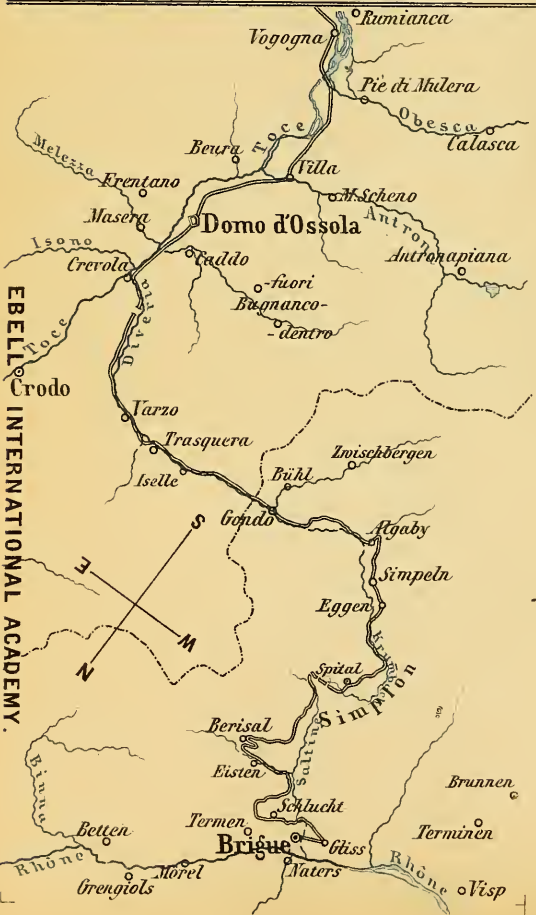 Rumianca
Vogogna
Piè di Mulera
Obesca
Calasca
Toce
Melezza
Beura
Villa
Frentano
M. Scheno
Masera
Domo d'Ossola
Antrona
Isono
Crevola
Caddo
Antronapiana
-fuori
Bugnanco-
-dentro
Diveria
Toce
Crodo
EBELL INTERNATIONAL ACADEMY.
Varzo
Trasquera
Zwischbergen
Iselle
Bühl
Gondo
Algaby
S
E
W
N
Simpeln
Eggen
Spital
Simplon
Saltine
Berisal
Eisten
Binna
Brunnen
Schlucht
Termen
Betten
Terminen
Brigue
Gliss
Rhône
Morel
Naters
Rhône
Grengiols
Visp